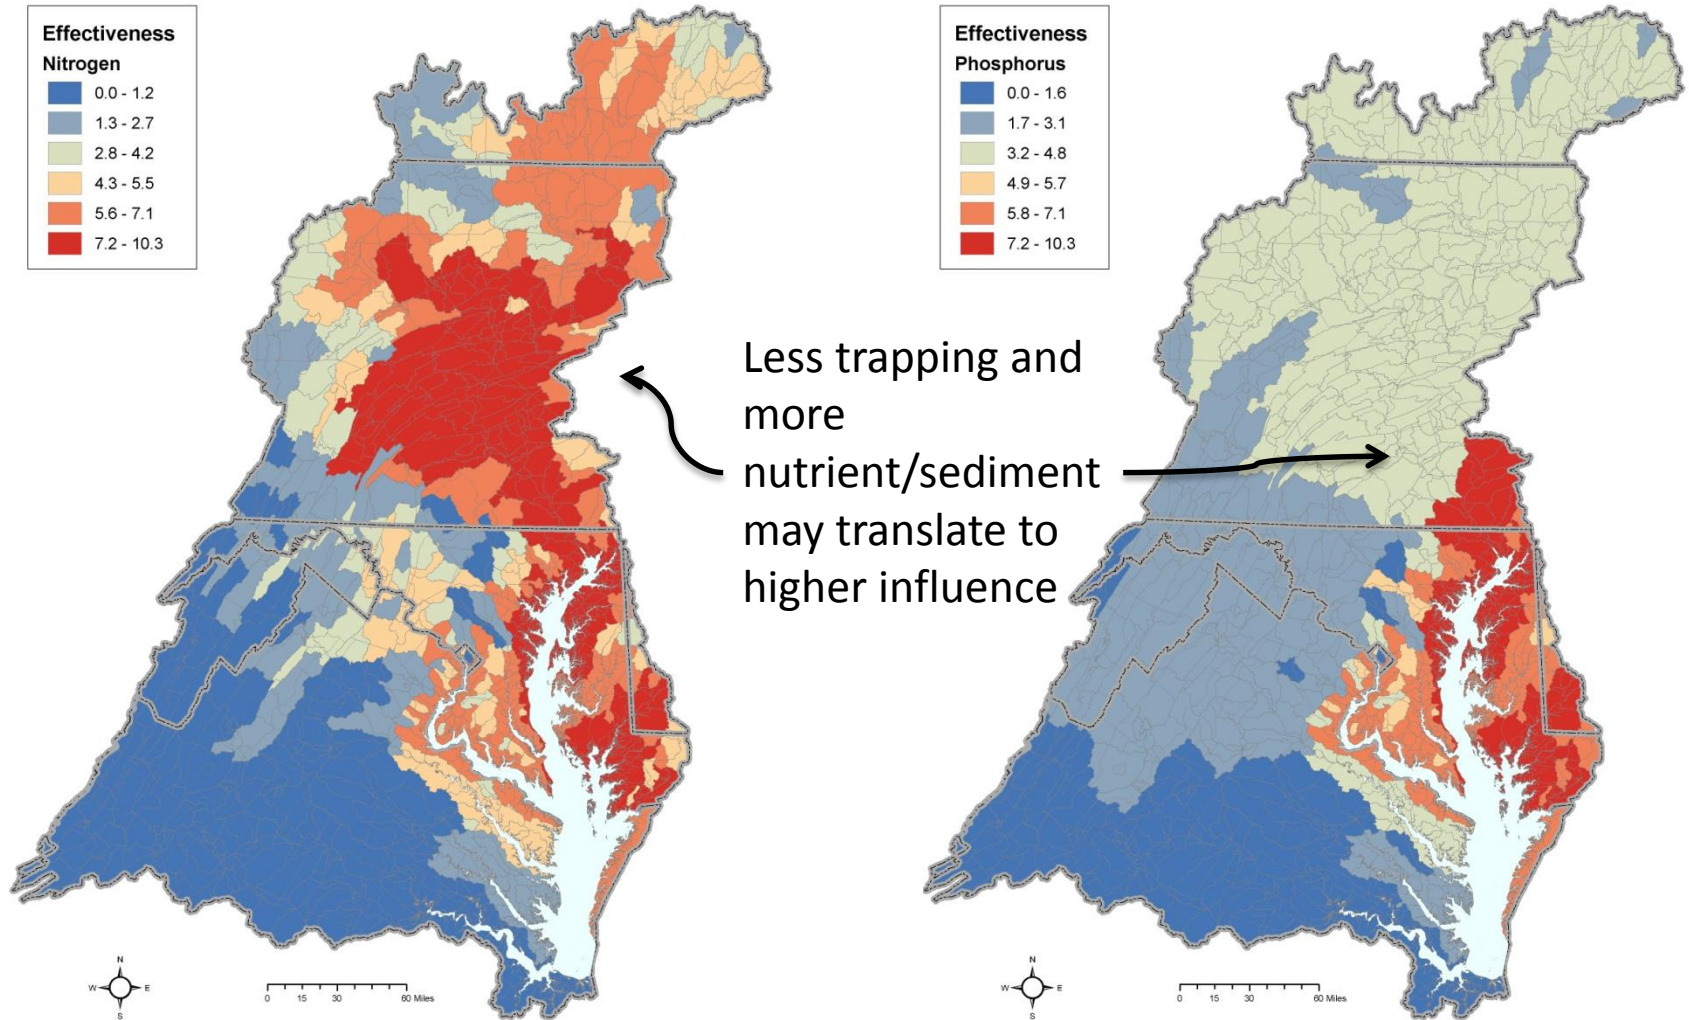 Effectiveness
Nitrogen
0.0 - 1.2
1.3 - 2.7
2.8 - 4.2
4.3 - 5.5
5.6 - 7.1
7.2 - 10.3
Effectiveness
Phosphorus
0.0 - 1.6
1.7 - 3.1
3.2 - 4.8
4.9 - 5.7
5.8 - 7.1
7.2 - 10.3
Less trapping and
more
nutrient/sediment
may translate to
higher influence
N
W E
S
0 15 30 60 Miles
N
W E
S
0 15 30 60 Miles